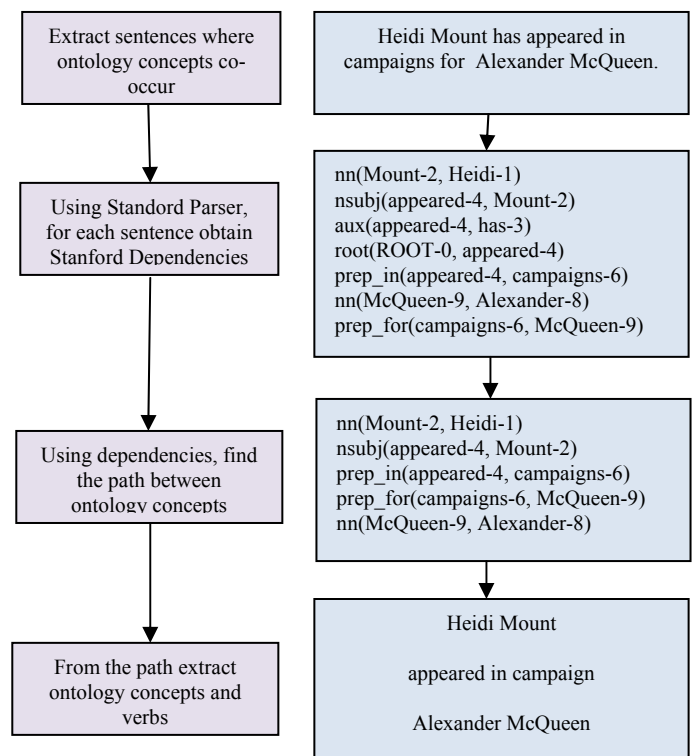 Extract sentences where
ontology concepts co-
occur
Heidi Mount has appeared in
campaigns for Alexander McQueen.
Using Standord Parser,
for each sentence obtain
Stanford Dependencies
nn(Mount-2, Heidi-1)
nsubj(appeared-4, Mount-2)
aux(appeared-4, has-3)
root(ROOT-0, appeared-4)
prep_in(appeared-4, campaigns-6)
nn(McQueen-9, Alexander-8)
prep_for(campaigns-6, McQueen-9)
Using dependencies, find
the path between
ontology concepts
nn(Mount-2, Heidi-1)
nsubj(appeared-4, Mount-2)
prep_in(appeared-4, campaigns-6)
prep_for(campaigns-6, McQueen-9)
nn(McQueen-9, Alexander-8)
From the path extract
ontology concepts and
verbs
Heidi Mount
appeared in campaign
Alexander McQueen